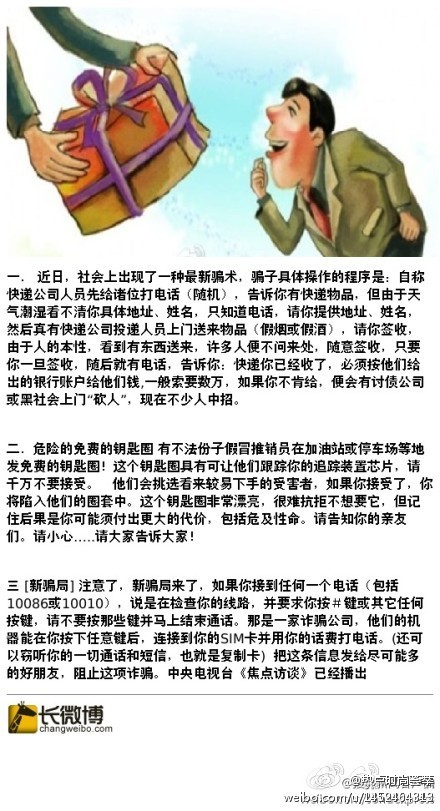 一． 近日，社会上出现了一种最新骗术，骗子具体操作的程序是：自称
快递公司人员先给诸位打电话（随机），告诉你有快递物品，但由于天
气潮湿看不清你具体地址、姓名，只知道电话，请你提供地址、姓名，
然后真有快递公司投递人员上门送来物品（假烟或假酒），请你签收，
由于人的本性，看到有东西送来，许多人便不问来处，随意签收，只要
你一旦签收，随后就有电话，告诉你：快递你已经收了，必须按他们给
出的银行账户给他们钱,一般索要数万，如果你不肯给，便会有讨债公司
或黑社会上门“砍人”，现在不少人中招。
二．危险的免费的钥匙圈 有不法份子假冒推销员在加油站或停车场等地
发免费的钥匙圈！这个钥匙圈具有可让他们跟踪你的追踪装置芯片，请
千万不要接受。 他们会挑选看来较易下手的受害者，如果你接受了，你
将陷入他们的圈套中。这个钥匙圈非常漂亮，很难抗拒不想要它，但记
住后果是你可能须付出更大的代价，包括危及性命。请告知你的亲友
们。请小心.....请大家告诉大家！
三 [新骗局] 注意了，新骗局来了，如果你接到任何一个电话（包括
10086或10010），说是在检查你的线路，并要求你按＃键或其它任何
按键，请不要按那些键并马上结束通话。那是一家诈骗公司，他们的机
器能在你按下任意键后，连接到你的SIM卡并用你的话费打电话。(还可
以窃听你的一切通话和短信，也就是复制卡）把这条信息发给尽可能多
的好朋友，阻止这项诈骗。中央电视台《焦点访谈》已经播出
长微博
changweibo.com